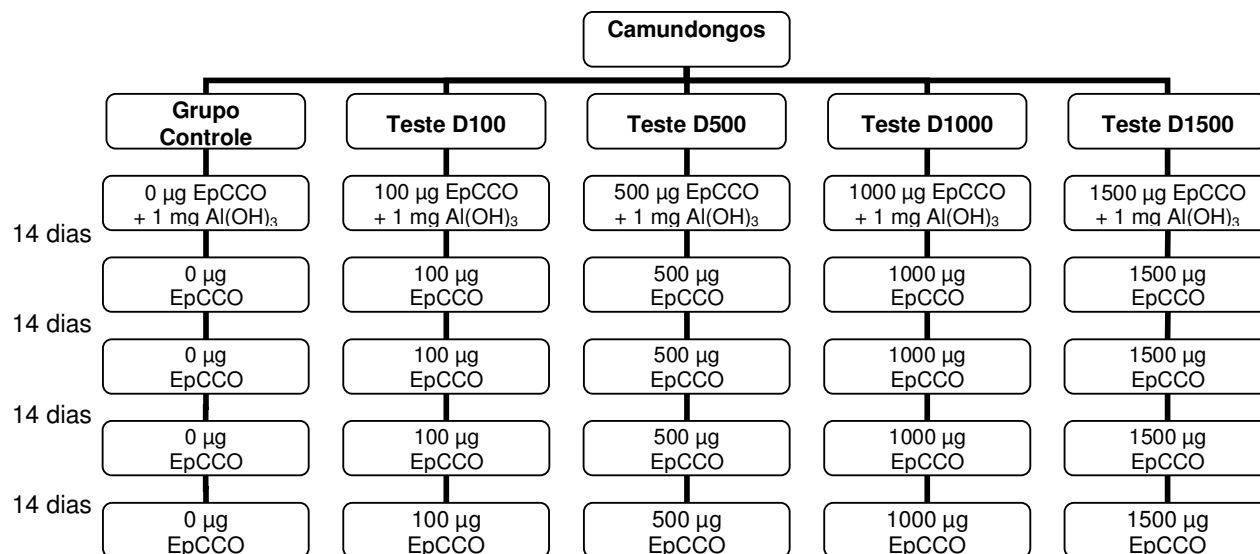 Camundongos
Grupo
Controle
Teste D100
Teste D500
Teste D1000
Teste D1500
0 µg EpCCO
+ 1 mg Al(OH)₃
100 µg EpCCO
+ 1 mg Al(OH)₃
500 µg EpCCO
+ 1 mg Al(OH)₃
1000 µg EpCCO
+ 1 mg Al(OH)₃
1500 µg EpCCO
+ 1 mg Al(OH)₃
14 dias
0 µg
EpCCO
100 µg
EpCCO
500 µg
EpCCO
1000 µg
EpCCO
1500 µg
EpCCO
14 dias
0 µg
EpCCO
100 µg
EpCCO
500 µg
EpCCO
1000 µg
EpCCO
1500 µg
EpCCO
14 dias
0 µg
EpCCO
100 µg
EpCCO
500 µg
EpCCO
1000 µg
EpCCO
1500 µg
EpCCO
14 dias
0 µg
EpCCO
100 µg
EpCCO
500 µg
EpCCO
1000 µg
EpCCO
1500 µg
EpCCO